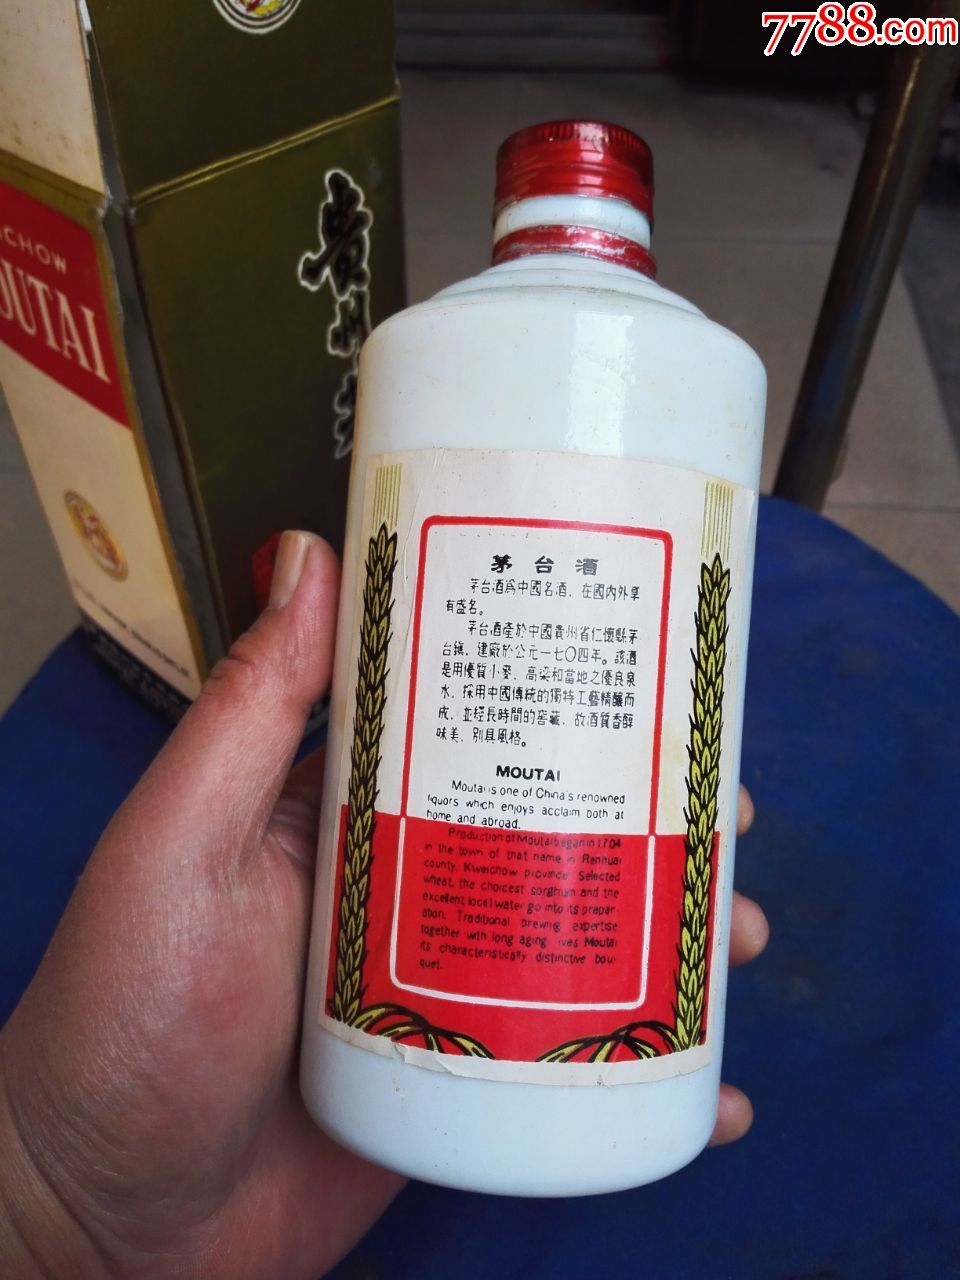 7788.com
貴州茅
MOUTAI
茅台酒
茅台酒為中國名酒，在國内外享
有盛名。
茅台酒產於中國貴州省仁懷縣茅
台鎮，建廠於公元一七〇四年。該酒
是用優質小麥、高粱和當地之優良泉
水，採用中國傳統的獨特工藝精釀而
成，並經長時間的窖藏，故酒質香醇
味美，別具風格。
MOUTAI
Moutai is one of China's renowned
liquors which enjoys acclaim both at
home and abroad.
Production of Moutai began in 1704
in the town of that name in Renhuai
county, Kweichow province. Selected
wheat, the choicest sorghum and the
excellent local water go into its prepar-
ation. Traditional brewing expertise
together with long aging gives Moutai
its characteristically distinctive bou-
quet.